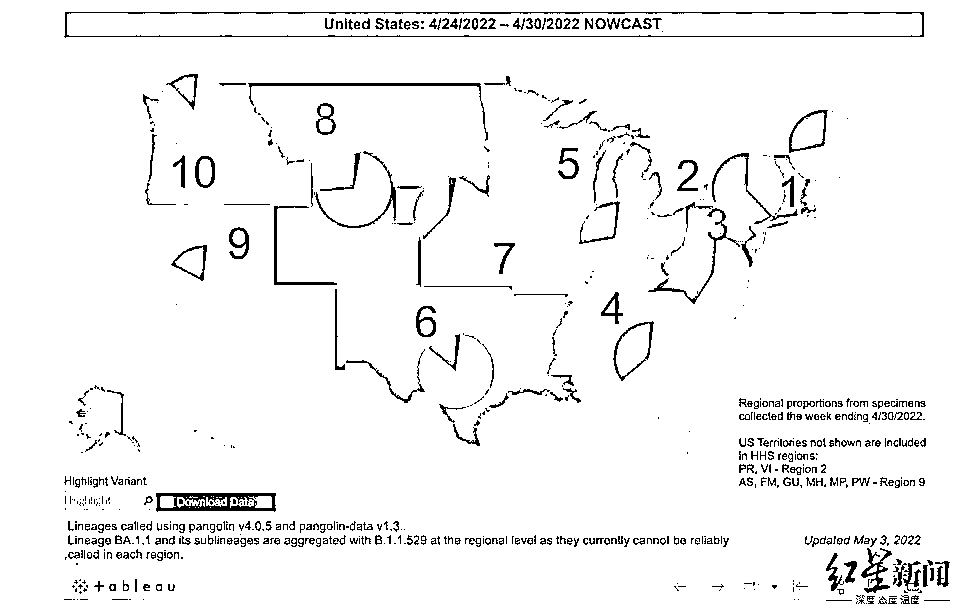 United States: 4/24/2022 – 4/30/2022 NOWCAST
8
10
5
2
1
3
9
7
4
6
Regional proportions from specimens
collected the week ending 4/30/2022.
US Territories not shown are included
in HHS regions:
PR, VI - Region 2
AS, FM, GU, MH, MP, PW - Region 9
Highlight Variant
Highlight
Download Data
Lineages called using pangolin v4.0.5 and pangolin-data v1.3..
Lineage BA.1.1 and its sublineages are aggregated with B.1.1.529 at the regional level as they currently cannot be reliably
called in each region.
Updated May 3, 2022
+ableau
红星新闻
深度 态度 温度